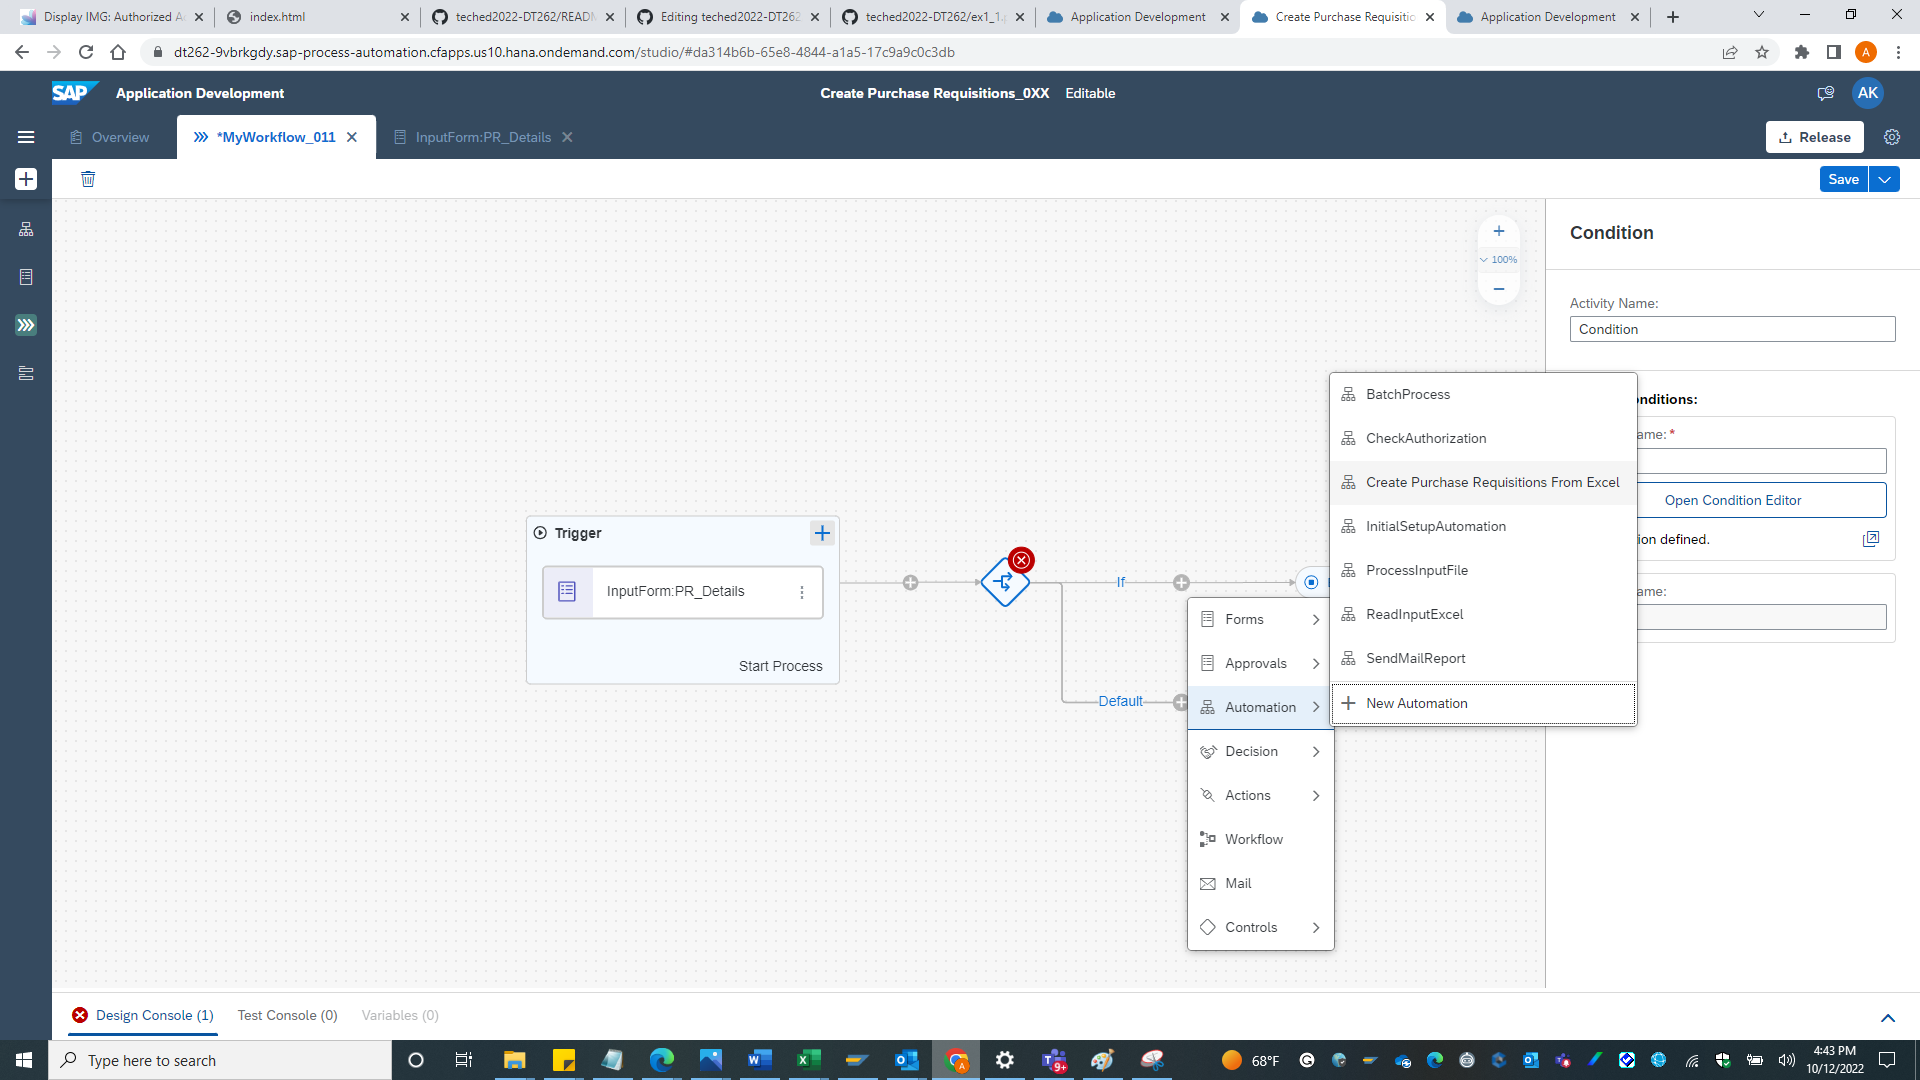 Display IMG: Authorized A
index.html
teched2022-DT262/READM
Editing teched2022-DT262
teched2022-DT262/ex1_1.
Application Development
Create Purchase Requisitio
Application Development
dt262-9vbrkgdy.sap-process-automation.cfapps.us10.hana.ondemand.com/studio/#da314b6b-65e8-4844-a1a5-17c9a9c0c3db
A
SAP
Application Development
Create Purchase Requisitions_0XX Editable
AK
Overview
*MyWorkflow_011
InputForm:PR_Details
Release
Save
100%
Condition
Activity Name:
Condition
nditions:
ame: *
Open Condition Editor
ion defined.
ame:
BatchProcess
CheckAuthorization
Create Purchase Requisitions From Excel
InitialSetupAutomation
ProcessInputFile
ReadInputExcel
SendMailReport
New Automation
Trigger
InputForm:PR_Details
Start Process
If
Default
Forms
Approvals
Automation
Decision
Actions
Workflow
Mail
Controls
Design Console (1)
Test Console (0)
Variables (0)
Type here to search
9+
68°F
4:43 PM
10/12/2022